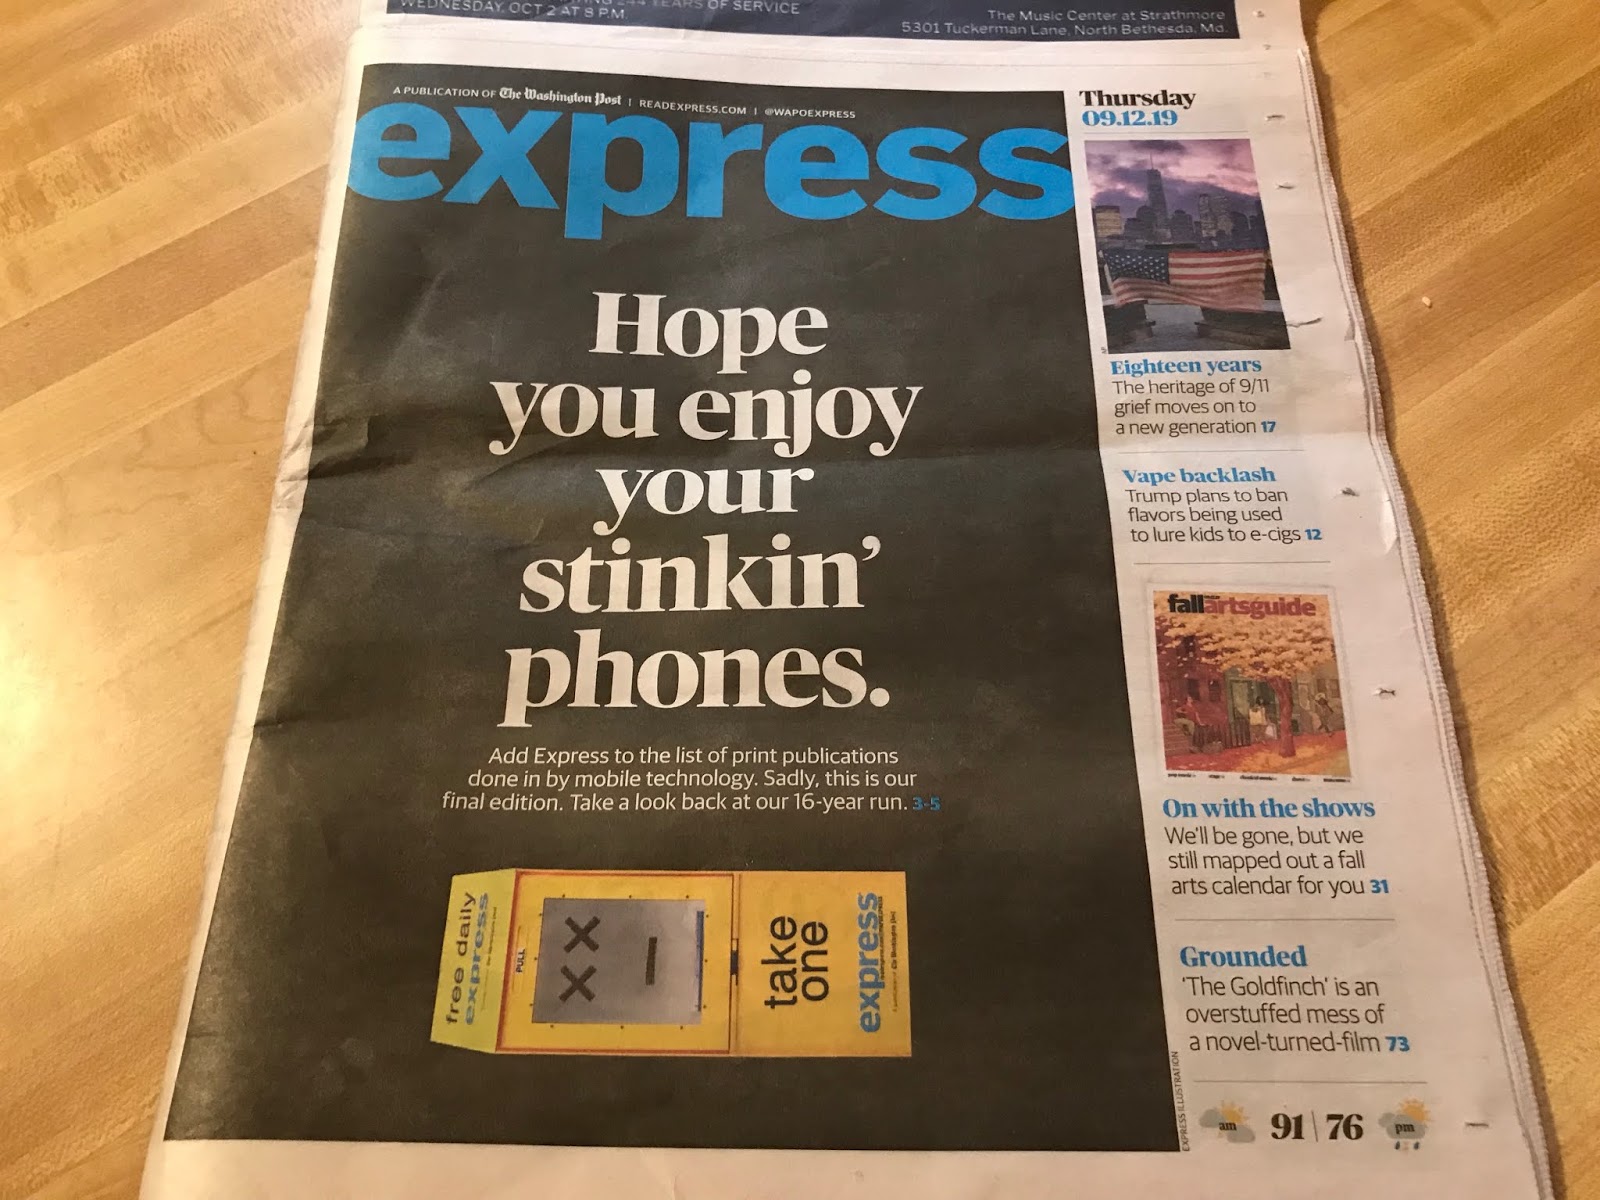 WEDNESDAY, OCT 2 AT 8 P.M.
YEARS OF SERVICE
The Music Center at Strathmore
5301 Tuckerman Lane, North Bethesda, Md.
A PUBLICATION OF The Washington Post | READEXPRESS.COM | @WAPOEXPRESS
express
Hope
you enjoy
your
stinkin'
phones.
Add Express to the list of print publications
done in by mobile technology. Sadly, this is our
final edition. Take a look back at our 16-year run. 3-5
free daily
express
PULL
take
one
express
EXPRESS ILLUSTRATION
Thursday
09.12.19
AP
Eighteen years
The heritage of 9/11
grief moves on to
a new generation 17
Vape backlash
Trump plans to ban
flavors being used
to lure kids to e-cigs 12
fallartsguide
On with the shows
We'll be gone, but we
still mapped out a fall
arts calendar for you 31
Grounded
'The Goldfinch' is an
overstuffed mess of
a novel-turned-film 73
am 91 | 76 pm